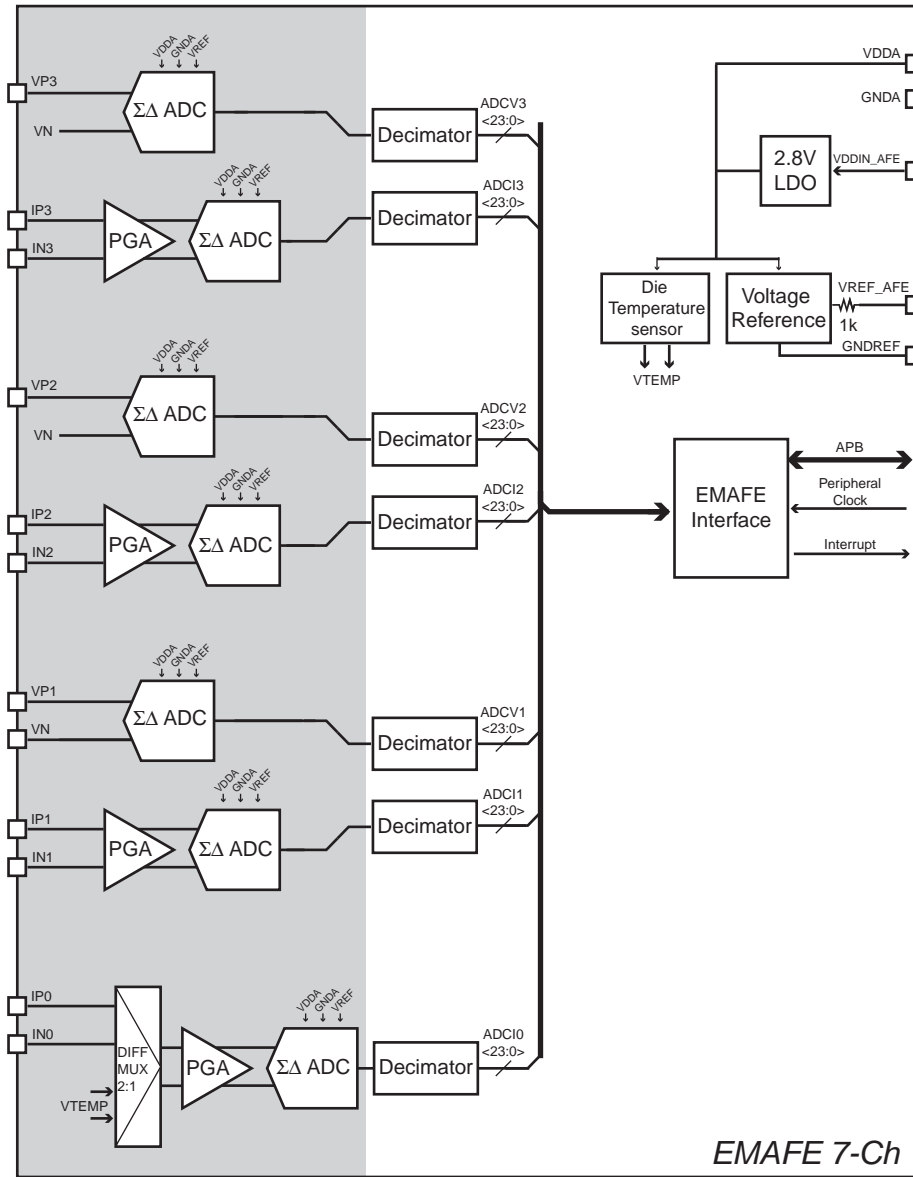 VDDA
GNDA
VREF
VP3
VN
ΣΔ ADC
Decimator
ADCV3
<23:0>
VDDA
GNDA
VREF
IP3
IN3
PGA
ΣΔ ADC
Decimator
ADCI3
<23:0>
VDDA
GNDA
VREF
VP2
VN
ΣΔ ADC
Decimator
ADCV2
<23:0>
VDDA
GNDA
VREF
IP2
IN2
PGA
ΣΔ ADC
Decimator
ADCI2
<23:0>
VDDA
GNDA
VREF
VP1
VN
ΣΔ ADC
Decimator
ADCV1
<23:0>
VDDA
GNDA
VREF
IP1
IN1
PGA
ΣΔ ADC
Decimator
ADCI1
<23:0>
VDDA
GNDA
VREF
IP0
IN0
DIFF
MUX
2:1
VTEMP
PGA
ΣΔ ADC
Decimator
ADCI0
<23:0>
VDDA
GNDA
2.8V
LDO
VDDIN_AFE
Die
Temperature
sensor
VTEMP
Voltage
Reference
VREF_AFE
1k
GNDREF
EMAFE
Interface
APB
Peripheral
Clock
Interrupt
EMAFE 7-Ch